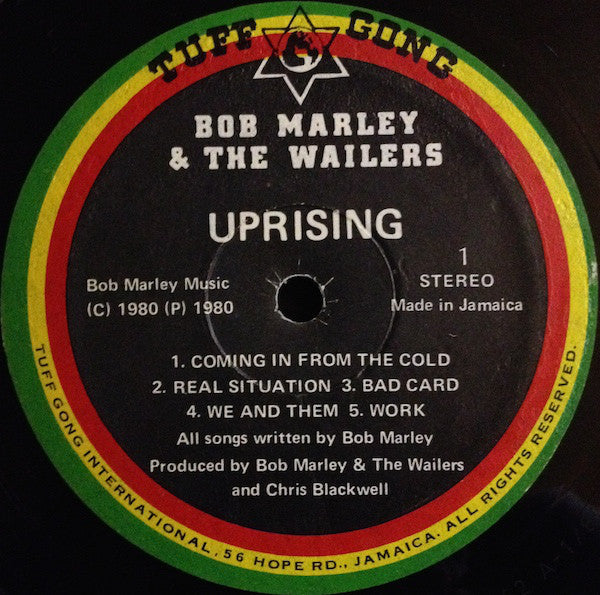 TUFF GONG
BOB MARLEY
& THE WAILERS
UPRISING
1
STEREO
Made in Jamaica
Bob Marley Music
(C) 1980 (P) 1980
1. COMING IN FROM THE COLD
2. REAL SITUATION 3. BAD CARD
4. WE AND THEM 5. WORK
All songs written by Bob Marley
Produced by Bob Marley & The Wailers
and Chris Blackwell
TUFF GONG INTERNATIONAL, 56 HOPE RD., JAMAICA. ALL RIGHTS RESERVED.